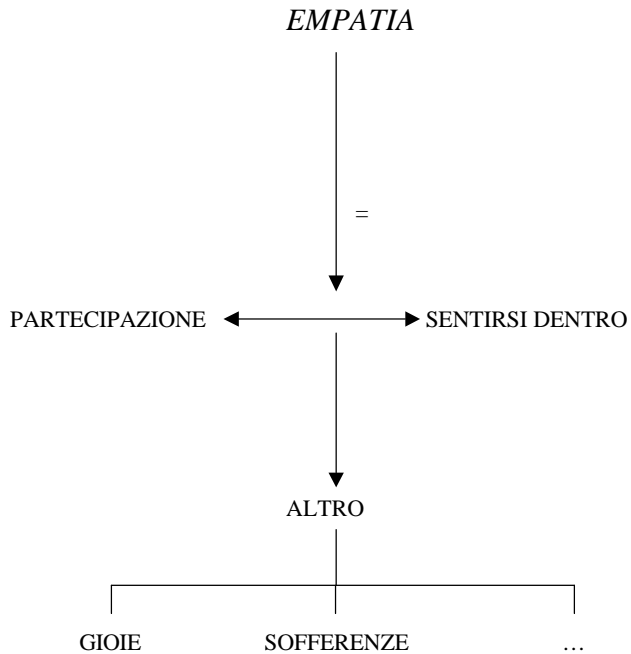 EMPATIA
=
PARTECIPAZIONE SENTIRSI DENTRO
ALTRO
GIOIE SOFFERENZE …